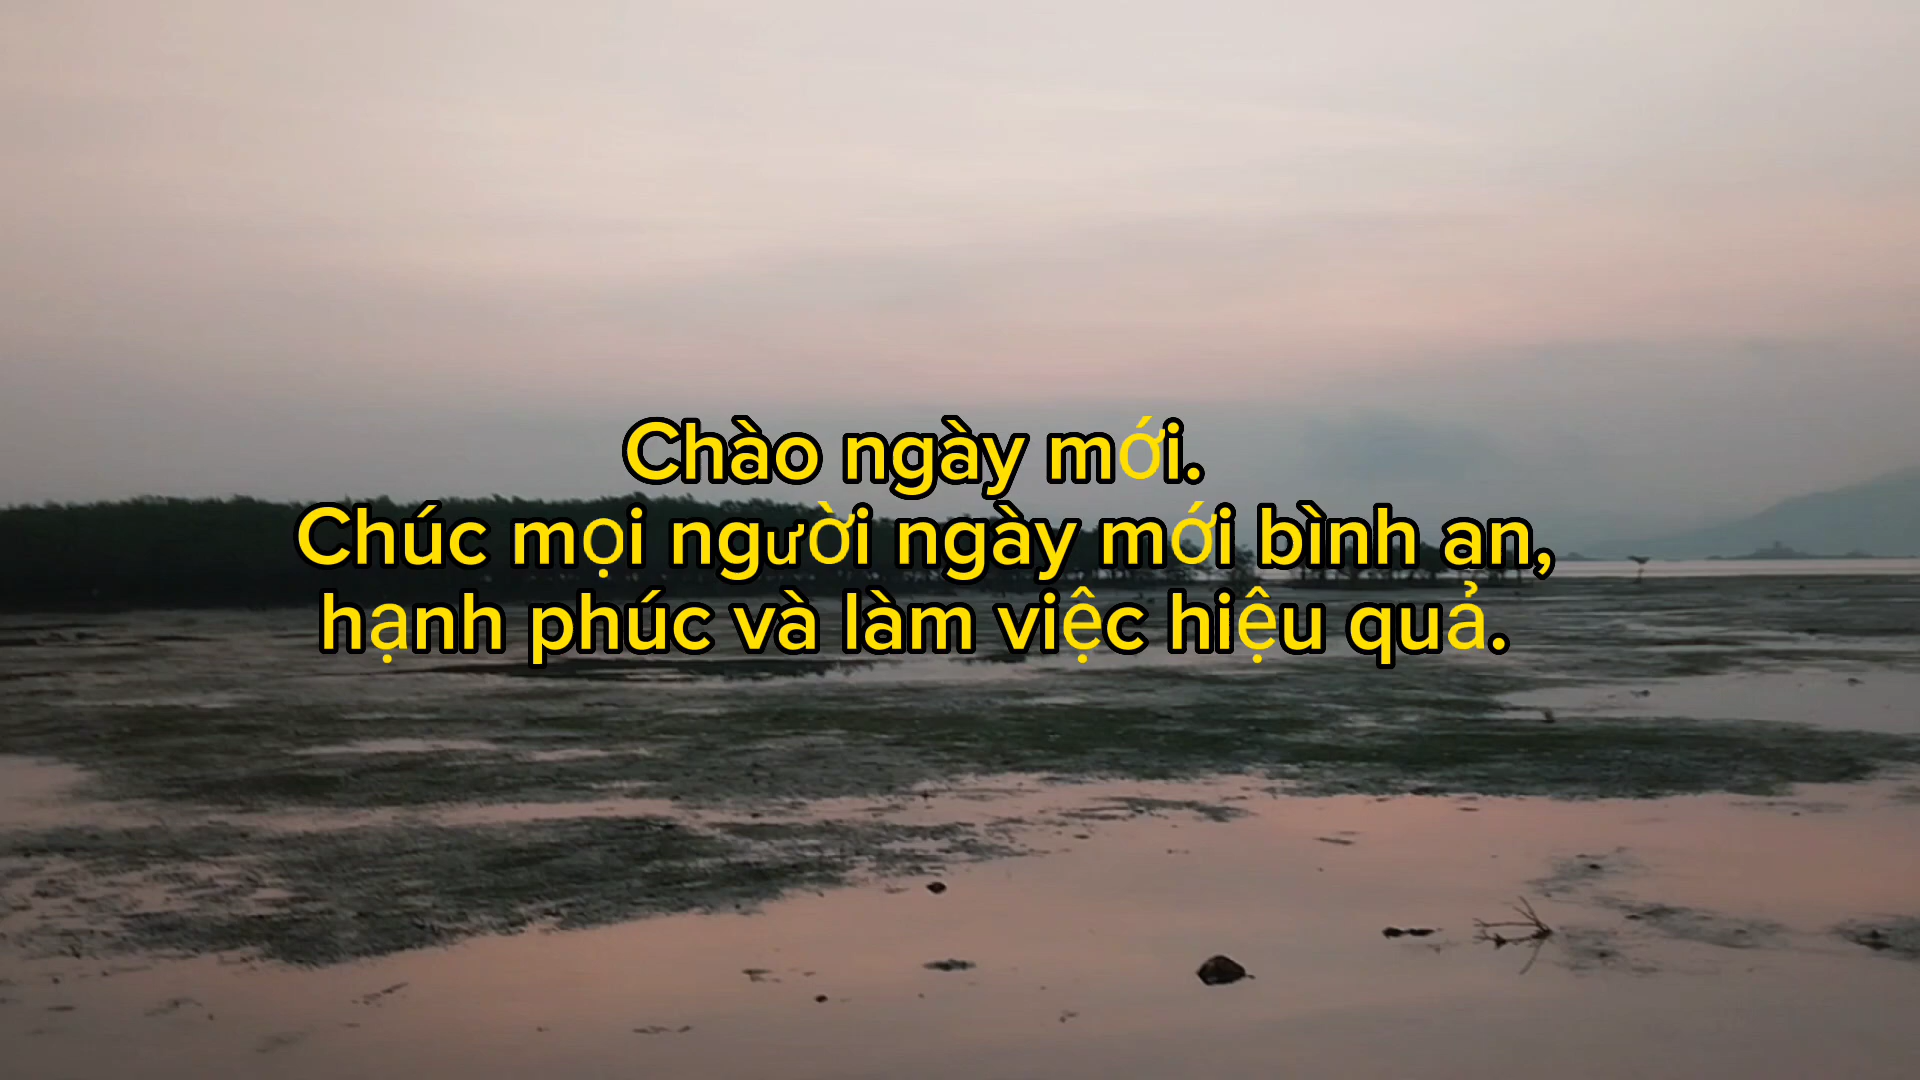 Chào ngày mới.
Chúc mọi người ngày mới bình an,
hạnh phúc và làm việc hiệu quả.